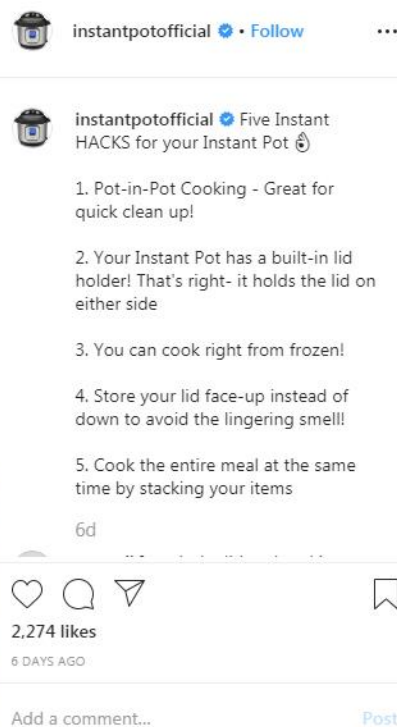 instantpotofficial • Follow
instantpotofficial Five Instant
HACKS for your Instant Pot 👌
1. Pot-in-Pot Cooking - Great for
quick clean up!
2. Your Instant Pot has a built-in lid
holder! That's right- it holds the lid on
either side
3. You can cook right from frozen!
4. Store your lid face-up instead of
down to avoid the lingering smell!
5. Cook the entire meal at the same
time by stacking your items
6d
2,274 likes
6 DAYS AGO
Add a comment...
Post